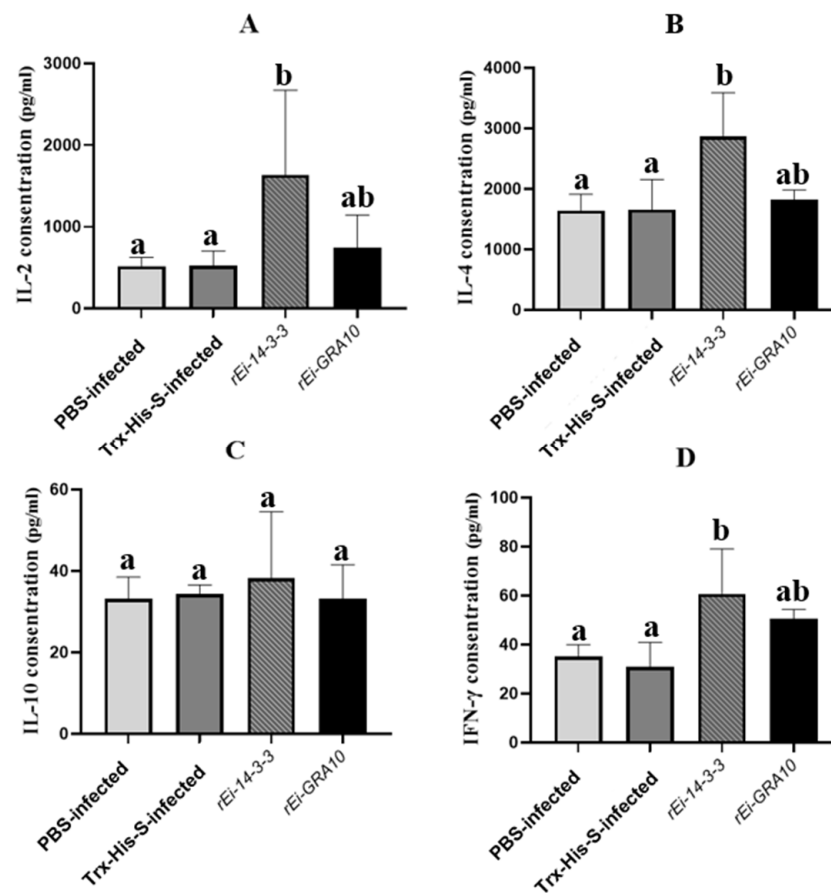 A
IL-2 consentration (pg/ml)
3000
2000
1000
0
a
a
b
ab
PBS-infected
Trx-His-S-infected
rEi-14-3-3
rEi-GRA10
B
IL-4 consentration (pg/ml)
4000
3000
2000
1000
0
a
a
b
ab
PBS-infected
Trx-His-S-infected
rEi-14-3-3
rEi-GRA10
C
IL-10 consentration (pg/ml)
60
40
20
0
a
a
a
a
PBS-infected
Trx-His-S-infected
rEi-14-3-3
rEi-GRA10
D
IFN-γ consentration (pg/ml)
100
80
60
40
20
0
a
a
b
ab
PBS-infected
Trx-His-S-infected
rEi-14-3-3
rEi-GRA10